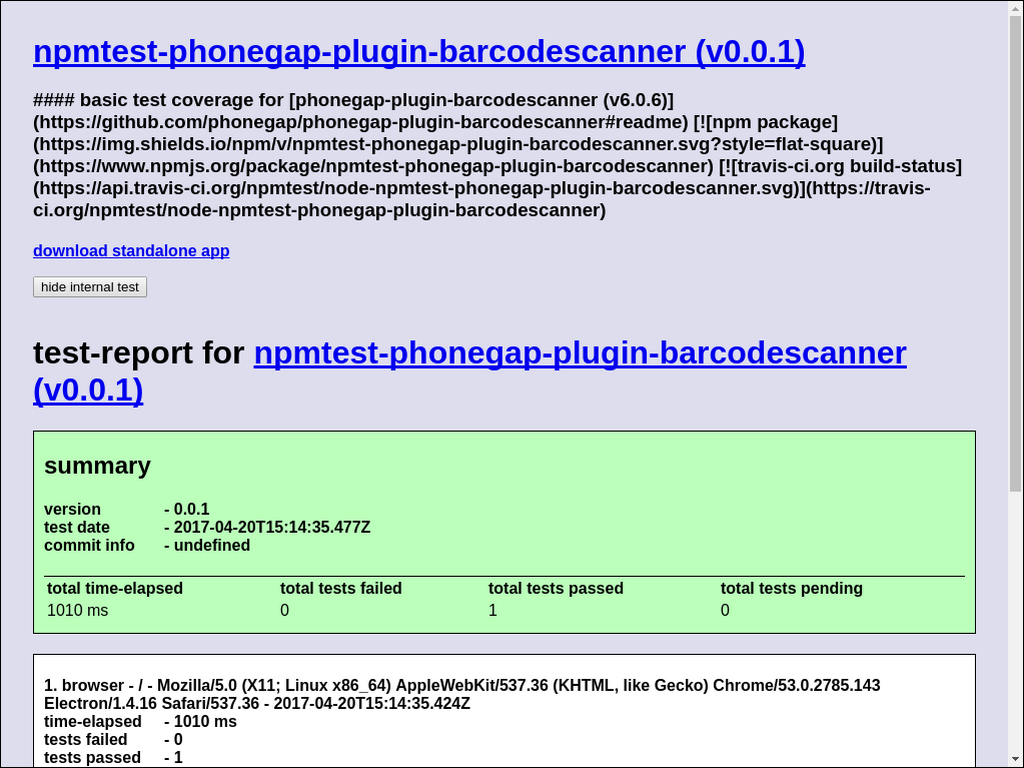 npmtest-phonegap-plugin-barcodescanner (v0.0.1)
#### basic test coverage for [phonegap-plugin-barcodescanner (v6.0.6)]
(https://github.com/phonegap/phonegap-plugin-barcodescanner#readme) [![npm package]
(https://img.shields.io/npm/v/npmtest-phonegap-plugin-barcodescanner.svg?style=flat-square)]
(https://www.npmjs.org/package/npmtest-phonegap-plugin-barcodescanner) [![travis-ci.org build-status]
(https://api.travis-ci.org/npmtest/node-npmtest-phonegap-plugin-barcodescanner.svg)](https://travis-
ci.org/npmtest/node-npmtest-phonegap-plugin-barcodescanner)
download standalone app
hide internal test
test-report for npmtest-phonegap-plugin-barcodescanner
(v0.0.1)
summary
version - 0.0.1
test date - 2017-04-20T15:14:35.477Z
commit info - undefined
total time-elapsed total tests failed total tests passed total tests pending
1010 ms 0 1 0
1. browser - / - Mozilla/5.0 (X11; Linux x86_64) AppleWebKit/537.36 (KHTML, like Gecko) Chrome/53.0.2785.143
Electron/1.4.16 Safari/537.36 - 2017-04-20T15:14:35.424Z
time-elapsed - 1010 ms
tests failed - 0
tests passed - 1